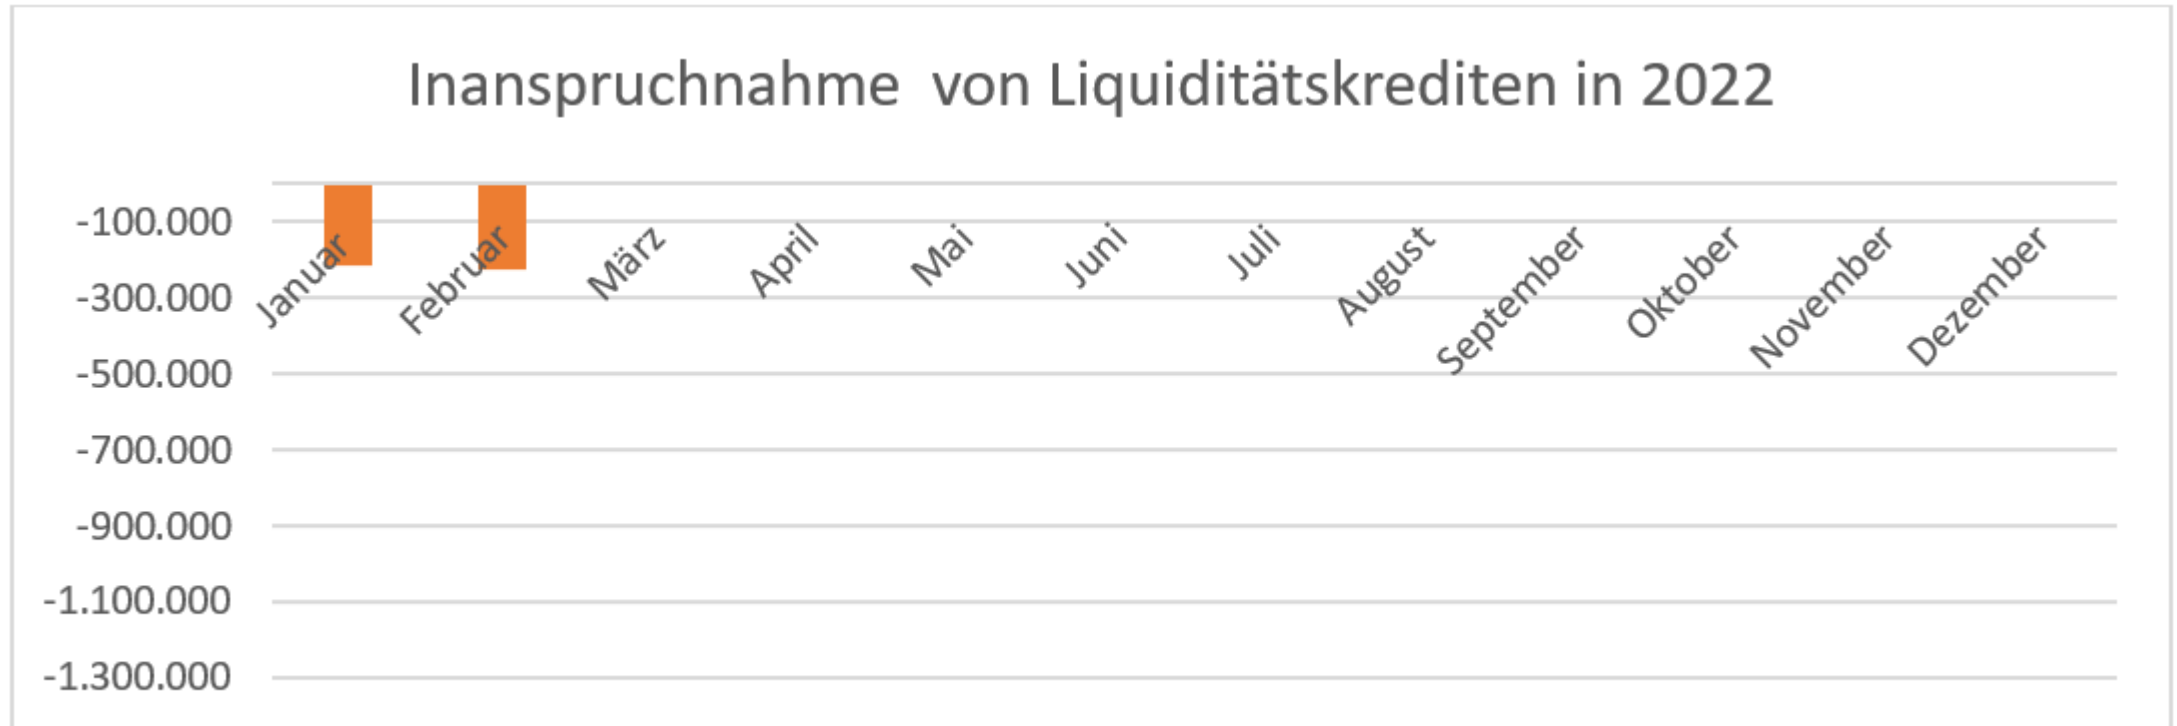 Inanspruchnahme  von Liquiditätskrediten in 2022
-100.000
Januar
Februar
März
April
Mai
Juni
Juli
August
September
Oktober
November
Dezember
-300.000
-500.000
-700.000
-900.000
-1.100.000
-1.300.000